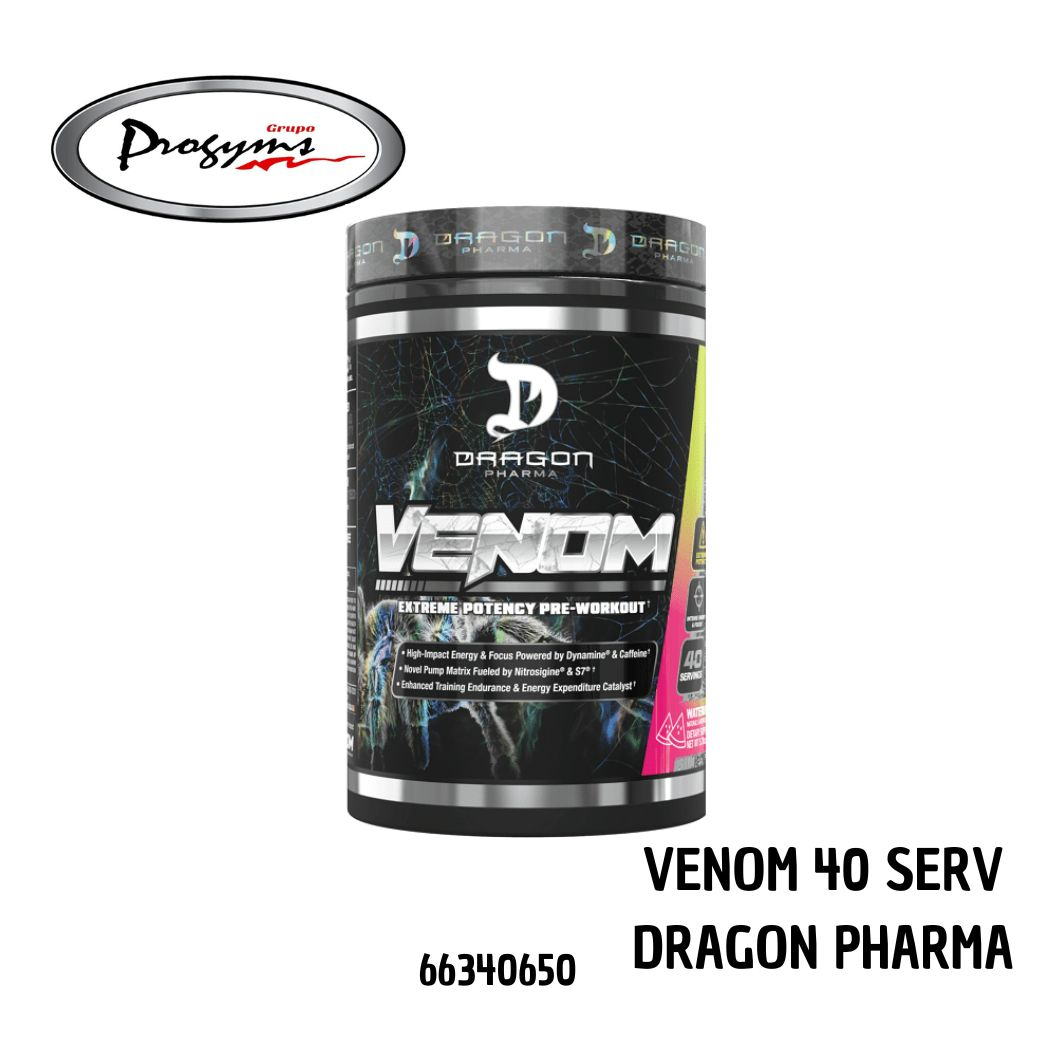 Grupo
Progyms
DRAGON PHARMA
DRAGON PHARMA
DRAGON
PHARMA
VENOM
EXTREME POTENCY PRE-WORKOUT†
• High-Impact Energy & Focus Powered by Dynamine® & Caffeine†
• Novel Pump Matrix Fueled by Nitrosigine® & S7® †
• Enhanced Training Endurance & Energy Expenditure Catalyst†
40
SERVINGS
VENOM 40 SERV
DRAGON PHARMA
66340650